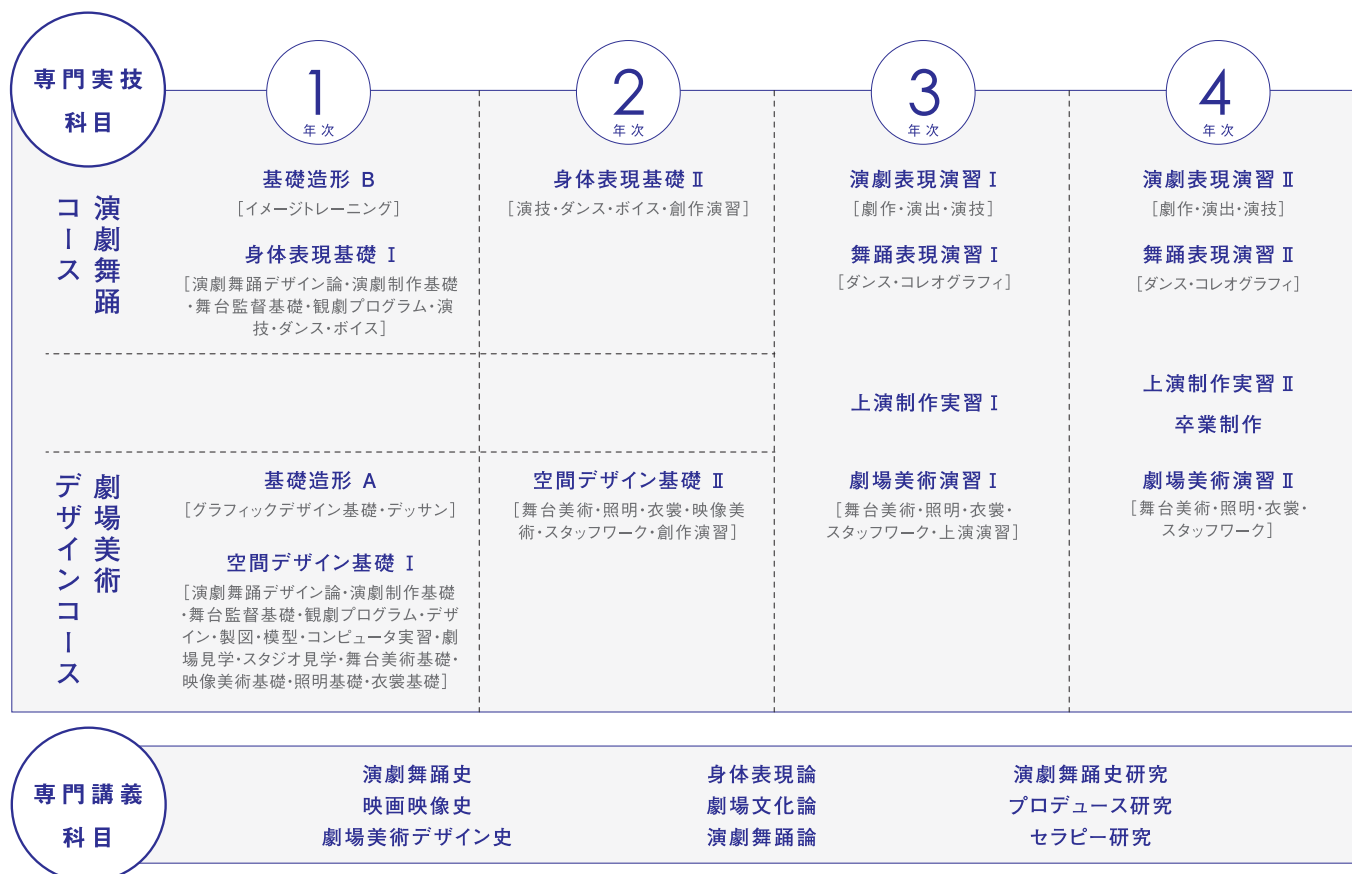 専門実技
科目
1
年次
2
年次
3
年次
4
年次
演劇舞踊
コース
基礎造形 B
[イメージトレーニング]
身体表現基礎 Ⅰ
[演劇舞踊デザイン論・演劇制作基礎
・舞台監督基礎・観劇プログラム・演
技・ダンス・ボイス]
身体表現基礎 Ⅱ
[演技・ダンス・ボイス・創作演習]
演劇表現演習 Ⅰ
[劇作・演出・演技]
舞踊表現演習 Ⅰ
[ダンス・コレオグラフィ]
演劇表現演習 Ⅱ
[劇作・演出・演技]
舞踊表現演習 Ⅱ
[ダンス・コレオグラフィ]
上演制作実習 Ⅰ
上演制作実習 Ⅱ
卒業制作
劇場美術
デザインコース
基礎造形 A
[グラフィックデザイン基礎・デッサン]
空間デザイン基礎 Ⅰ
[演劇舞踊デザイン論・演劇制作基礎
・舞台監督基礎・観劇プログラム・デザ
イン・製図・模型・コンピュータ実習・劇
場見学・スタジオ見学・舞台美術基礎・
映像美術基礎・照明基礎・衣裳基礎]
空間デザイン基礎 Ⅱ
[舞台美術・照明・衣裳・映像美
術・スタッフワーク・創作演習]
劇場美術演習 Ⅰ
[舞台美術・照明・衣裳・
スタッフワーク・上演演習]
劇場美術演習 Ⅱ
[舞台美術・照明・衣裳・
スタッフワーク]
専門講義
科目
演劇舞踊史
映画映像史
劇場美術デザイン史
身体表現論
劇場文化論
演劇舞踊論
演劇舞踊史研究
プロデュース研究
セラピー研究